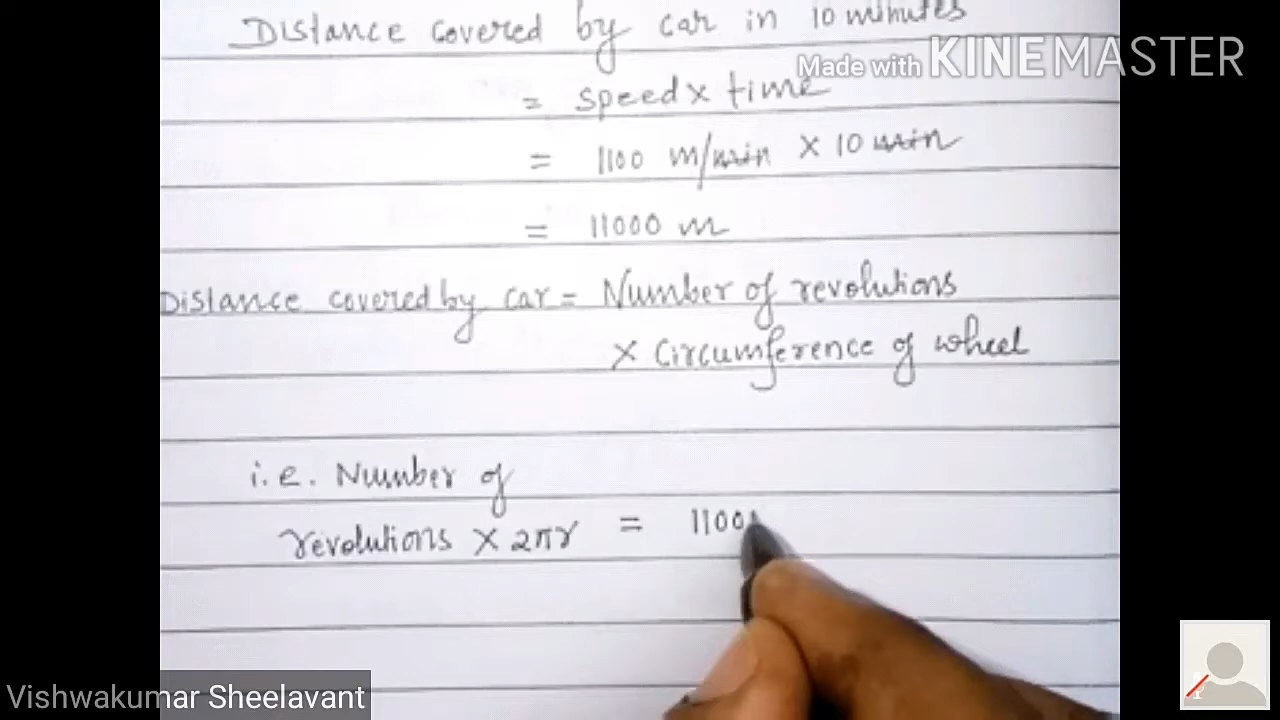 Distance covered by car in 10 minutes
Made with KINEMASTER
= speed x time
= 1100 m/min x 10 min
= 11000 m
Distance covered by car = Number of revolutions
x circumference of wheel
i.e. Number of
revolutions x 2πr = 1100
Vishwakumar Sheelavant